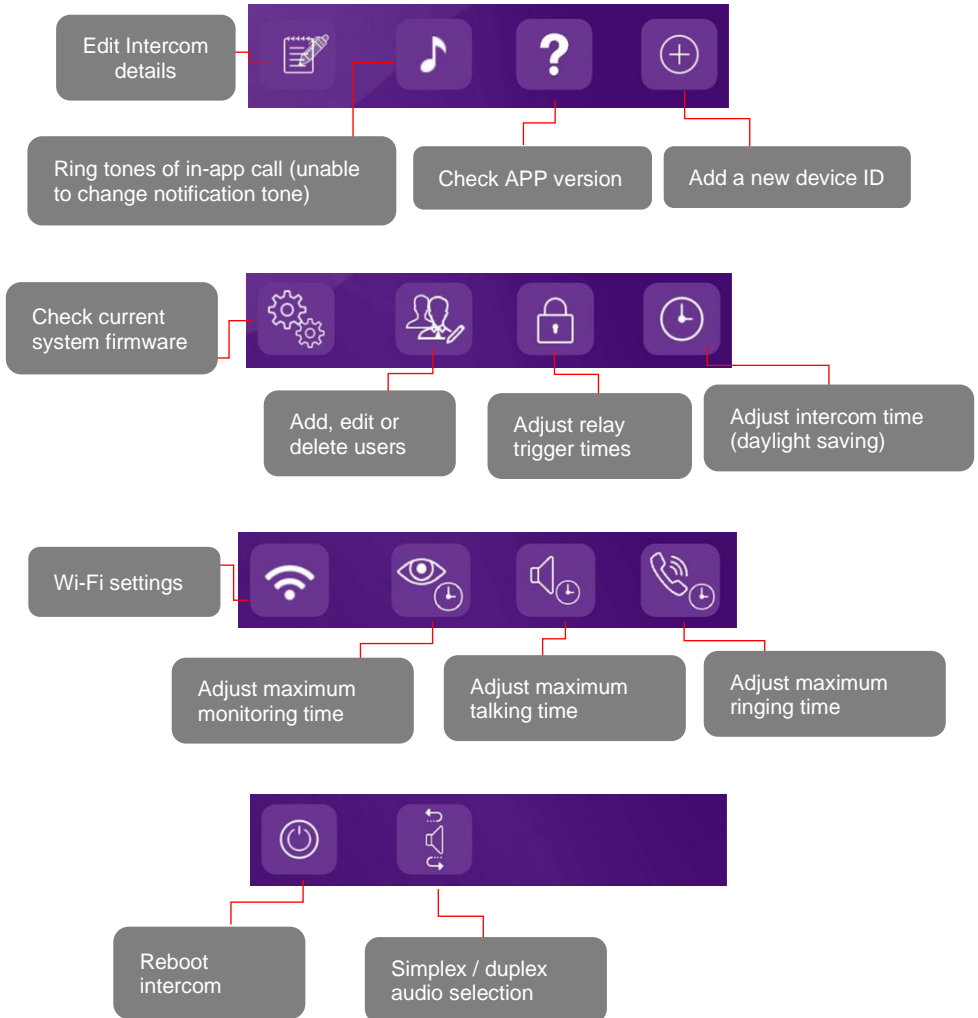 Edit Intercom
details
Ring tones of in-app call (unable
to change notification tone)
?
Check APP version
Add a new device ID
Check current
system firmware
Add, edit or
delete users
Adjust relay
trigger times
Adjust intercom time
(daylight saving)
Wi-Fi settings
Adjust maximum
monitoring time
Adjust maximum
talking time
Adjust maximum
ringing time
Reboot
intercom
Simplex / duplex
audio selection